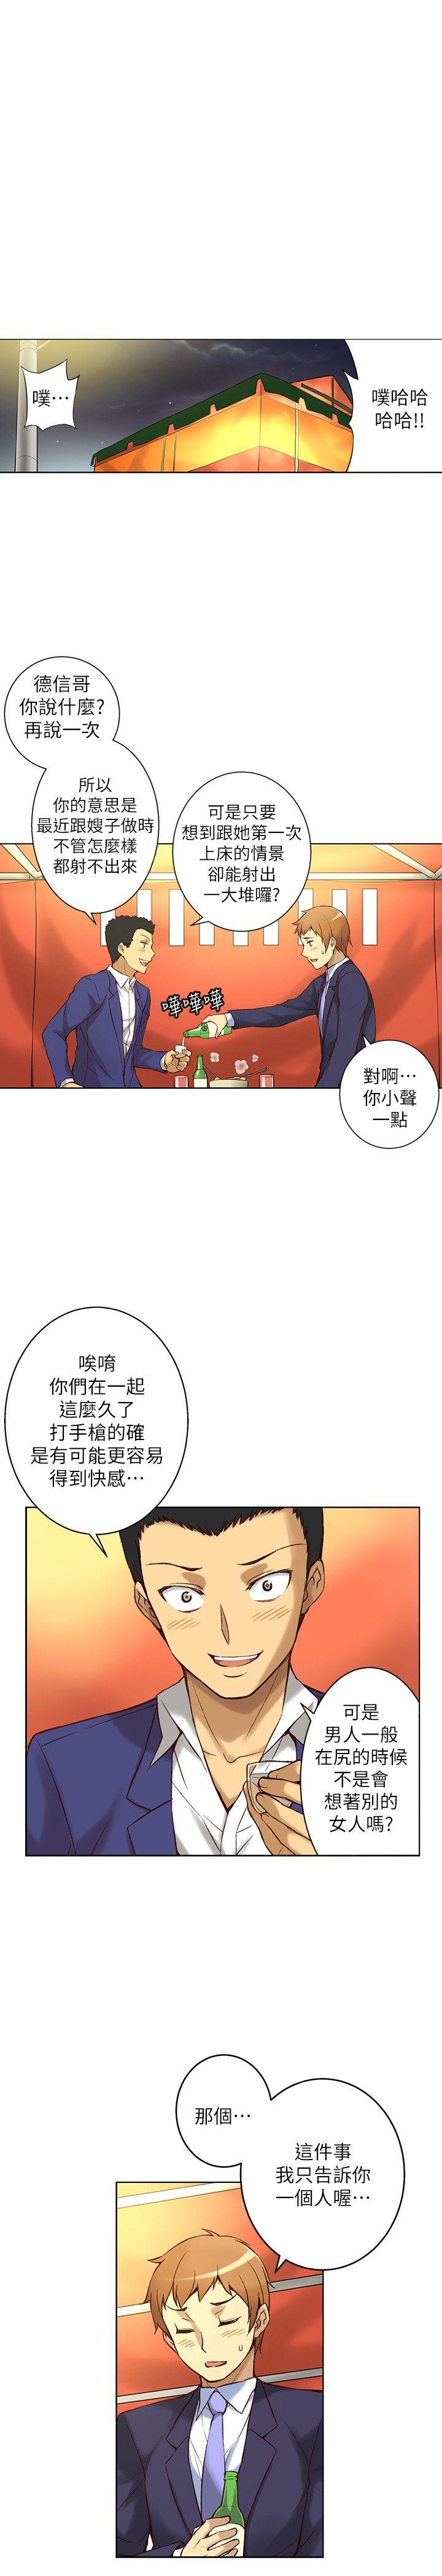 噗⋯
噗哈哈
哈哈!!
德信哥
你說什麼?
再說一次
所以
你的意思是
最近跟嫂子做時
不管怎麼樣
都射不出來
可是只要
想到跟她第一次
上床的情景
卻能射出
一大堆囉?
嘩嘩嘩
對啊⋯
你小聲
一點
唉唷
你們在一起
這麼久了
打手槍的確
是有可能更容易
得到快感⋯
可是
男人一般
在尻的時候
不是會
想著別的
女人嗎?
那個⋯
這件事
我只告訴你
一個人喔⋯